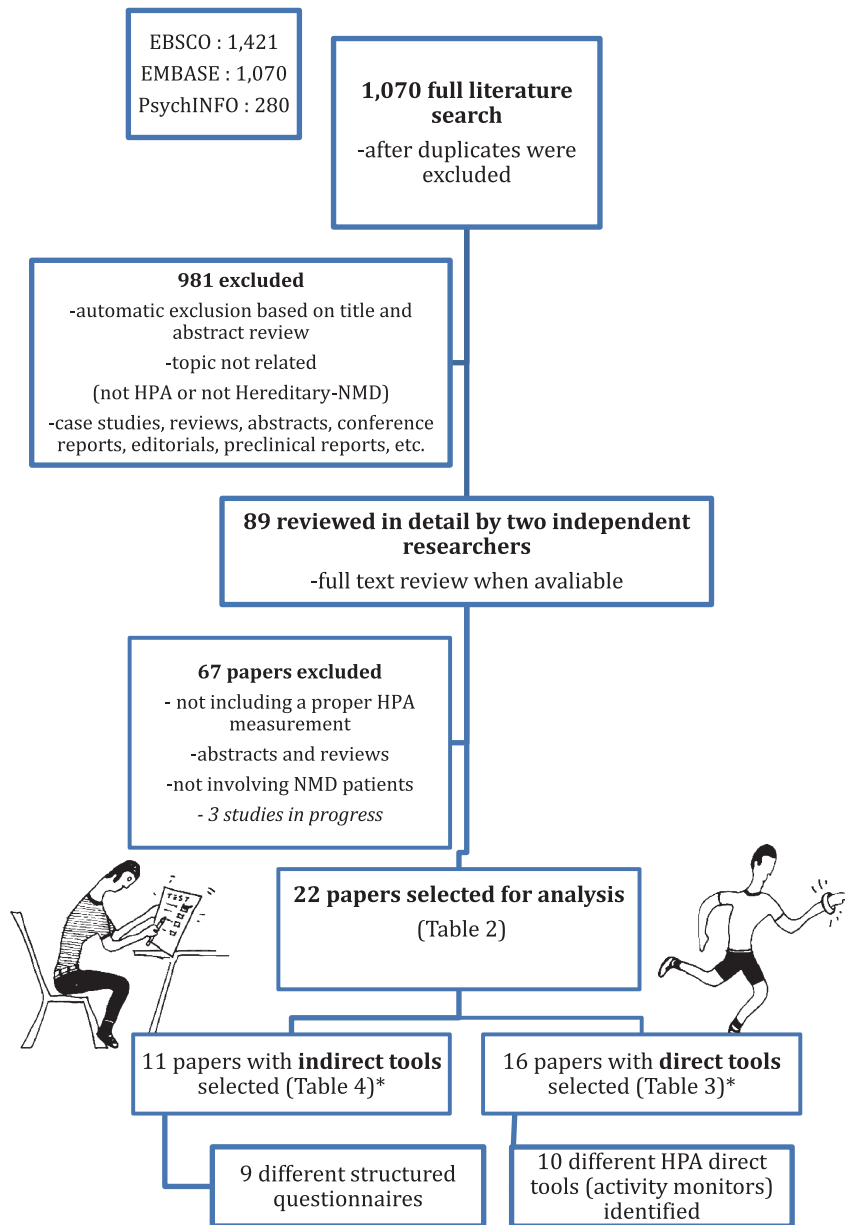 EBSCO : 1,421
EMBASE : 1,070
PsychINFO : 280
1,070 full literature
search
-after duplicates were
excluded
981 excluded
-automatic exclusion based on title and
abstract review
-topic not related
(not HPA or not Hereditary-NMD)
-case studies, reviews, abstracts, conference
reports, editorials, preclinical reports, etc.
89 reviewed in detail by two independent
researchers
-full text review when avaliable
67 papers excluded
- not including a proper HPA
measurement
-abstracts and reviews
-not involving NMD patients
- 3 studies in progress
TEST
22 papers selected for analysis
(Table 2)
11 papers with indirect tools
selected (Table 4)*
16 papers with direct tools
selected (Table 3)*
9 different structured
questionnaires
10 different HPA direct
tools (activity monitors)
identified